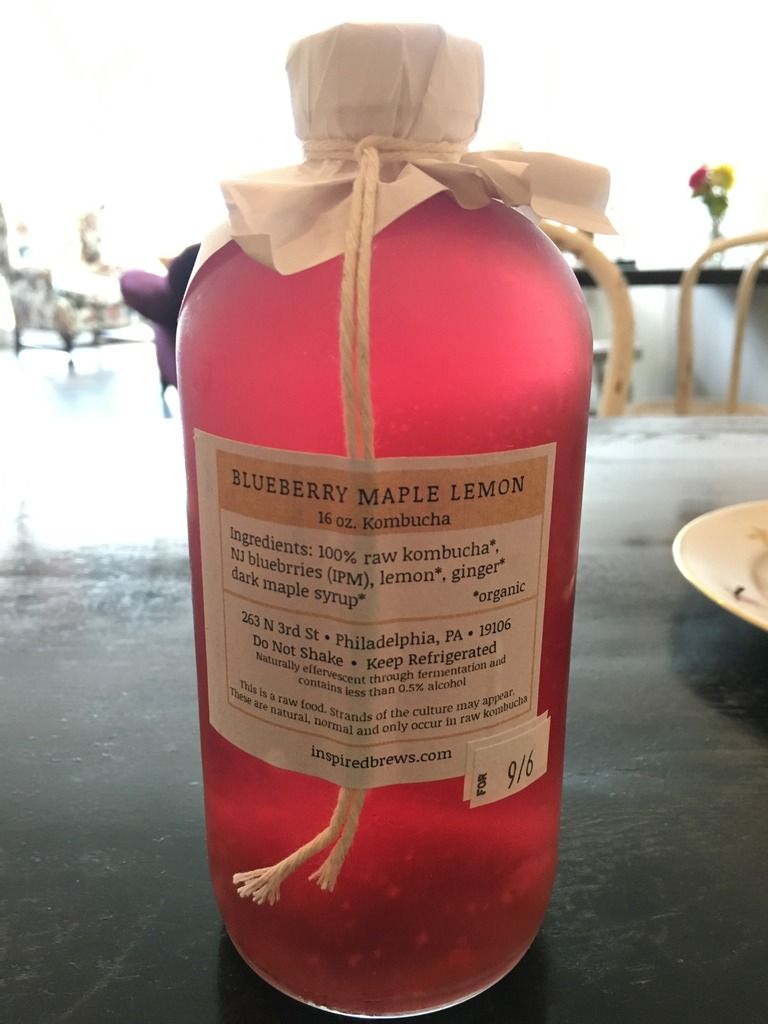 BLUEBERRY MAPLE LEMON
16 oz. Kombucha
Ingredients: 100% raw kombucha*,
NJ bluebrries (IPM), lemon*, ginger*
dark maple syrup*
*organic
263 N 3rd St • Philadelphia, PA • 19106
Do Not Shake • Keep Refrigerated
Naturally effervescent through fermentation and
contains less than 0.5% alcohol
This is a raw food. Strands of the culture may appear.
These are natural, normal and only occur in raw kombucha
inspiredbrews.com
FOR 9/6